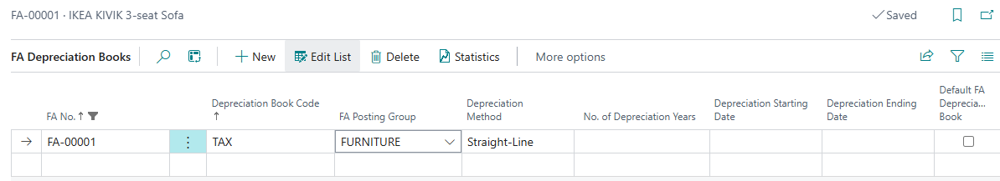 FA-00001 · IKEA KIVIK 3-seat Sofa
Saved
FA Depreciation Books
New
Edit List
Delete
Statistics
More options
FA No. ↑
Depreciation Book Code
↑
FA Posting Group
Depreciation
Method
No. of Depreciation Years
Depreciation Starting
Date
Depreciation Ending
Date
Default FA
Deprecia...
Book
FA-00001
TAX
FURNITURE
Straight-Line